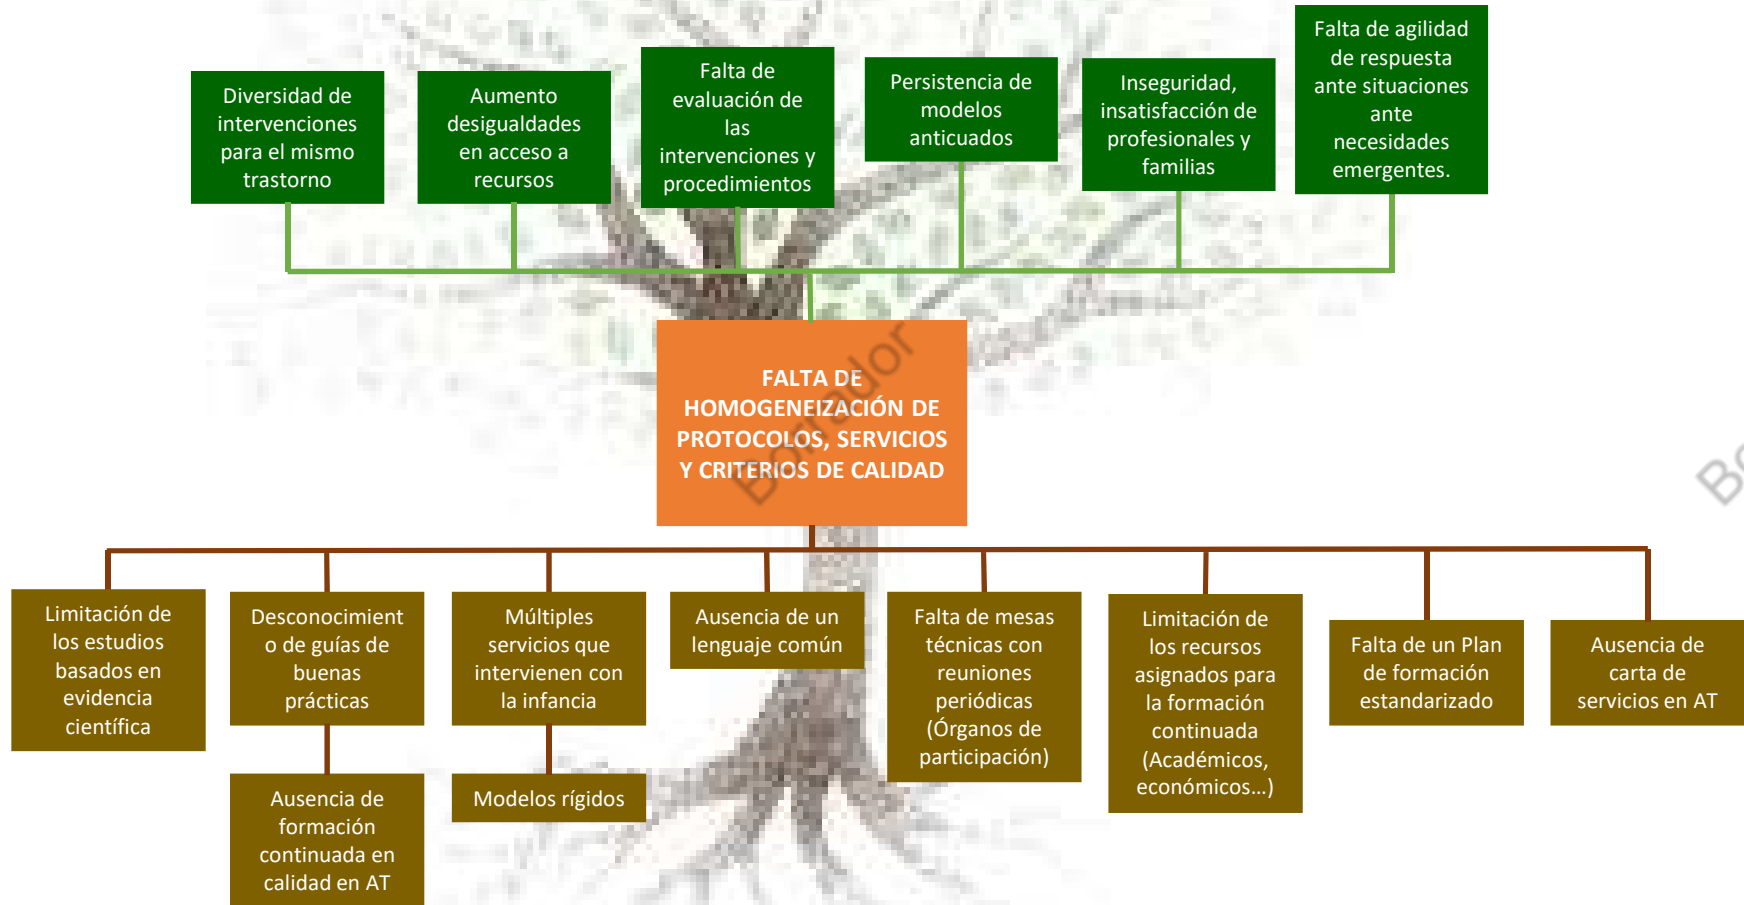 Diversidad de
intervenciones
para el mismo
trastorno
Aumento
desigualdades
en acceso a
recursos
Falta de
evaluación de
las
intervenciones y
procedimientos
Persistencia de
modelos
anticuados
Inseguridad,
insatisfacción de
profesionales y
familias
Falta de agilidad
de respuesta
ante situaciones
ante
necesidades
emergentes.
FALTA DE
HOMOGENEIZACIÓN DE
PROTOCOLOS, SERVICIOS
Y CRITERIOS DE CALIDAD
Borrador
Bo
Limitación de
los estudios
basados en
evidencia
científica
Desconocimient
o de guías de
buenas
prácticas
Múltiples
servicios que
intervienen con
la infancia
Ausencia de un
lenguaje común
Falta de mesas
técnicas con
reuniones
periódicas
(Órganos de
participación)
Limitación de
los recursos
asignados para
la formación
continuada
(Académicos,
económicos...)
Falta de un Plan
de formación
estandarizado
Ausencia de
carta de
servicios en AT
Ausencia de
formación
continuada en
calidad en AT
Modelos rígidos